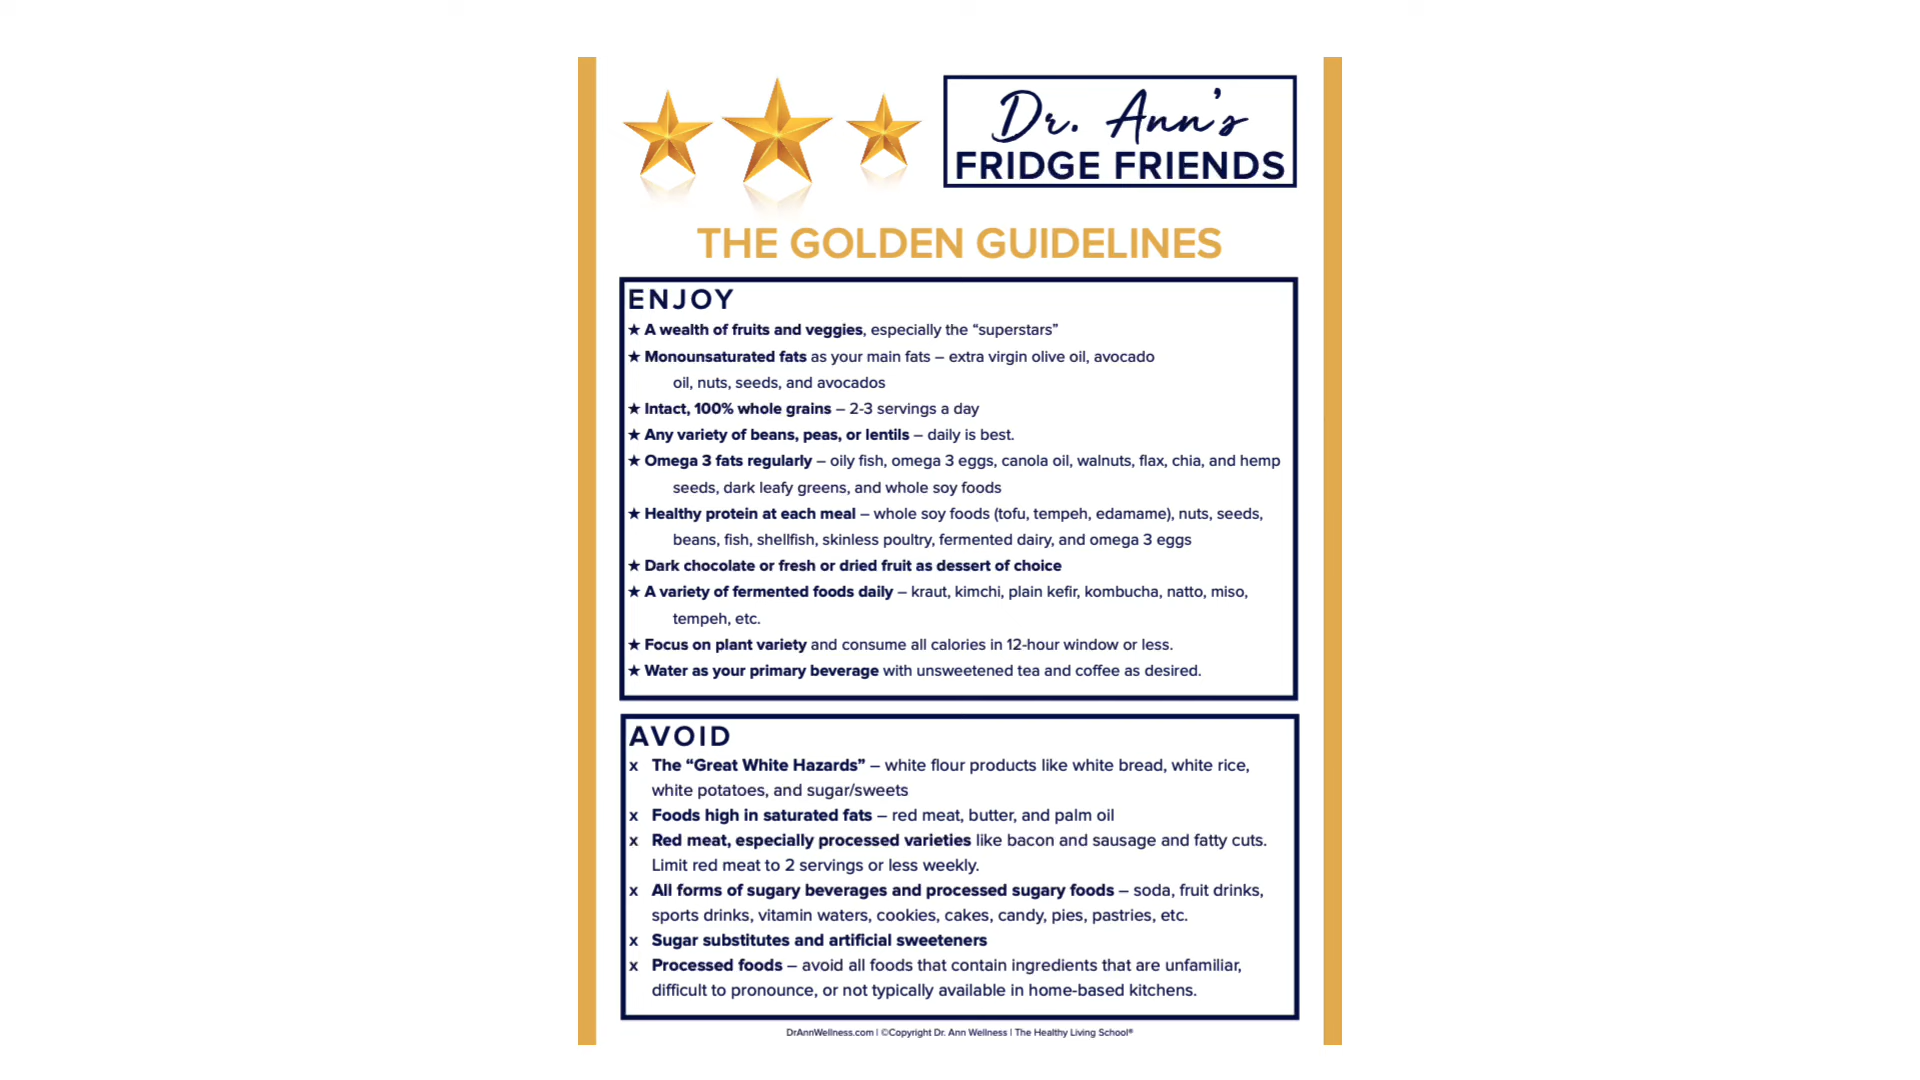 Dr. Ann's
FRIDGE FRIENDS
THE GOLDEN GUIDELINES
ENJOY
★ A wealth of fruits and veggies, especially the “superstars”
★ Monounsaturated fats as your main fats – extra virgin olive oil, avocado
oil, nuts, seeds, and avocados
★ Intact, 100% whole grains – 2-3 servings a day
★ Any variety of beans, peas, or lentils – daily is best.
★ Omega 3 fats regularly – oily fish, omega 3 eggs, canola oil, walnuts, flax, chia, and hemp
seeds, dark leafy greens, and whole soy foods
★ Healthy protein at each meal – whole soy foods (tofu, tempeh, edamame), nuts, seeds,
beans, fish, shellfish, skinless poultry, fermented dairy, and omega 3 eggs
★ Dark chocolate or fresh or dried fruit as dessert of choice
★ A variety of fermented foods daily – kraut, kimchi, plain kefir, kombucha, natto, miso,
tempeh, etc.
★ Focus on plant variety and consume all calories in 12-hour window or less.
★ Water as your primary beverage with unsweetened tea and coffee as desired.
AVOID
x The “Great White Hazards” – white flour products like white bread, white rice,
white potatoes, and sugar/sweets
x Foods high in saturated fats – red meat, butter, and palm oil
x Red meat, especially processed varieties like bacon and sausage and fatty cuts.
Limit red meat to 2 servings or less weekly.
x All forms of sugary beverages and processed sugary foods – soda, fruit drinks,
sports drinks, vitamin waters, cookies, cakes, candy, pies, pastries, etc.
x Sugar substitutes and artificial sweeteners
x Processed foods – avoid all foods that contain ingredients that are unfamiliar,
difficult to pronounce, or not typically available in home-based kitchens.
DrAnnWellness.com | ©Copyright Dr. Ann Wellness | The Healthy Living School®